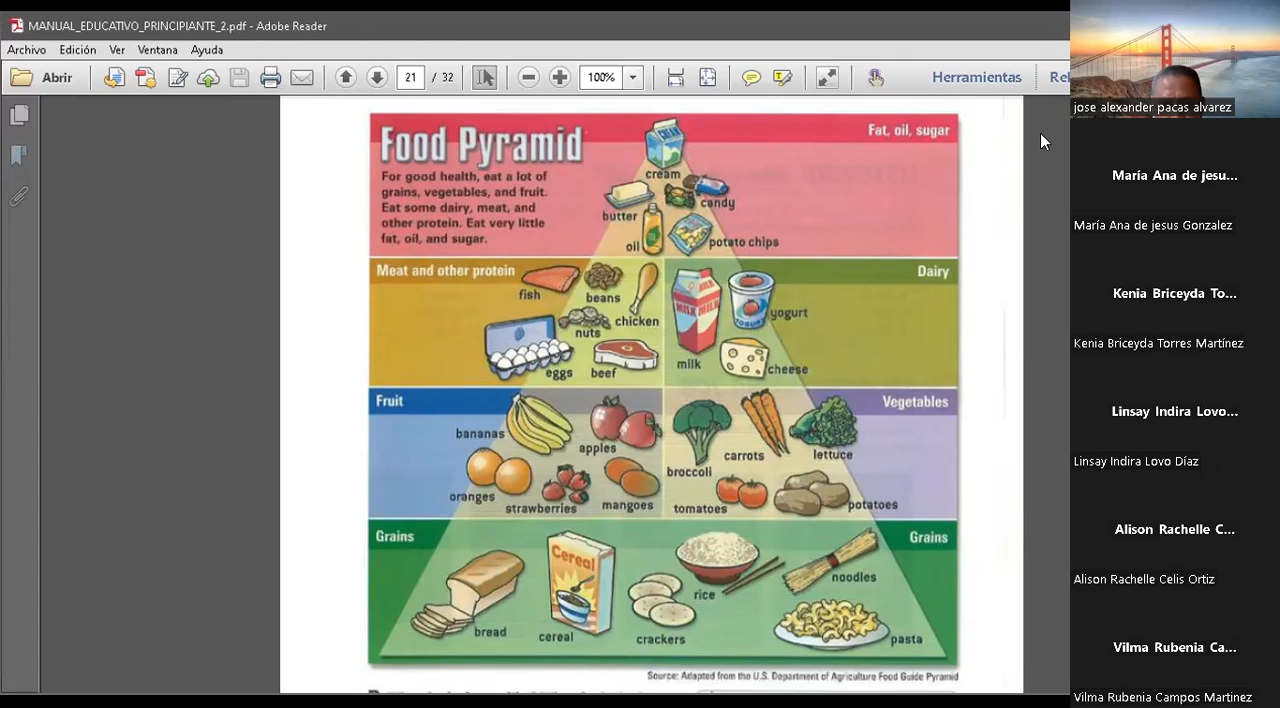 MANUAL_EDUCATIVO_PRINCIPIANTE_2.pdf - Adobe Reader
Archivo Edición Ver Ventana Ayuda
Abrir 21 / 32 100% Herramientas
Food Pyramid
For good health, eat a lot of
grains, vegetables, and fruit.
Eat some dairy, meat, and
other protein. Eat very little
fat, oil, and sugar.
Fat, oil, sugar
CREAM
cream
butter
candy
oil
potato chips
Meat and other protein
fish
beans
chicken
nuts
eggs
beef
Dairy
MILK
yogurt
milk
cheese
Fruit
bananas
apples
oranges
strawberries
mangoes
Vegetables
broccoli
carrots
lettuce
tomatoes
potatoes
Grains
Grains
Cereal
bread
cereal
crackers
rice
noodles
pasta
Source: Adapted from the U.S. Department of Agriculture Food Guide Pyramid
jose alexander pacas alvarez
María Ana de jesu...
María Ana de jesus Gonzalez
Kenia Briceyda To...
Kenia Briceyda Torres Martínez
Linsay Indira Lovo...
Linsay Indira Lovo Díaz
Alison Rachelle C...
Alison Rachelle Celis Ortiz
Vilma Rubenia Ca...
Vilma Rubenia Campos Martinez